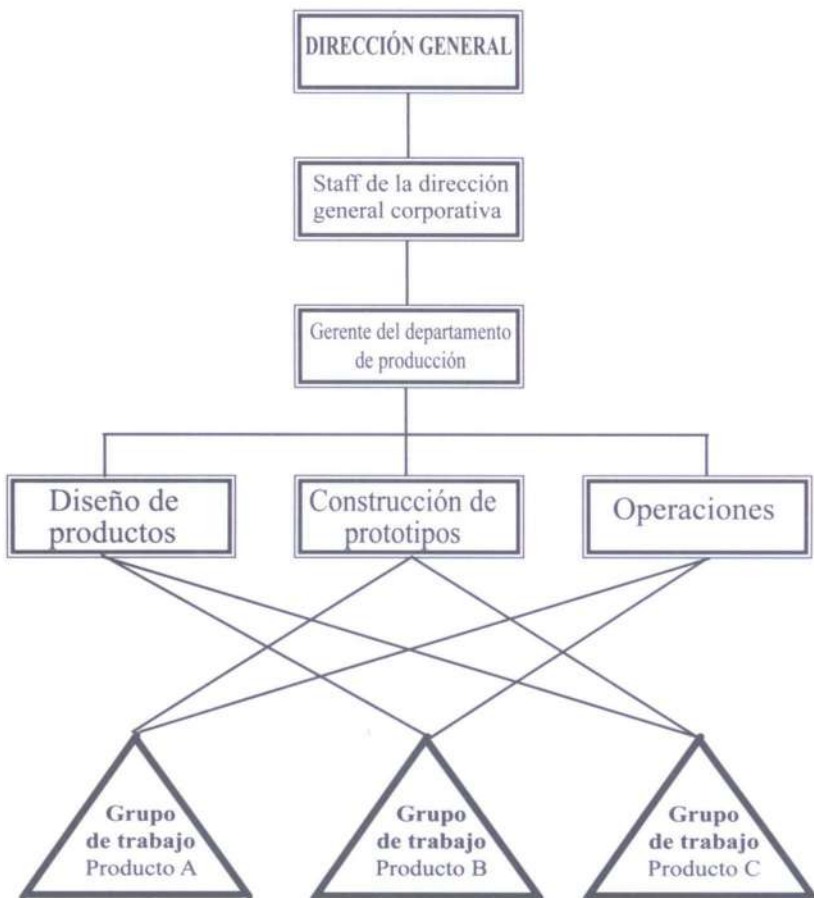 DIRECCIÓN GENERAL
Staff de la dirección
general corporativa
Gerente del departamento
de producción
Diseño de
productos
Construcción de
prototipos
Operaciones
Grupo
de trabajo
Producto A
Grupo
de trabajo
Producto B
Grupo
de trabajo
Producto C